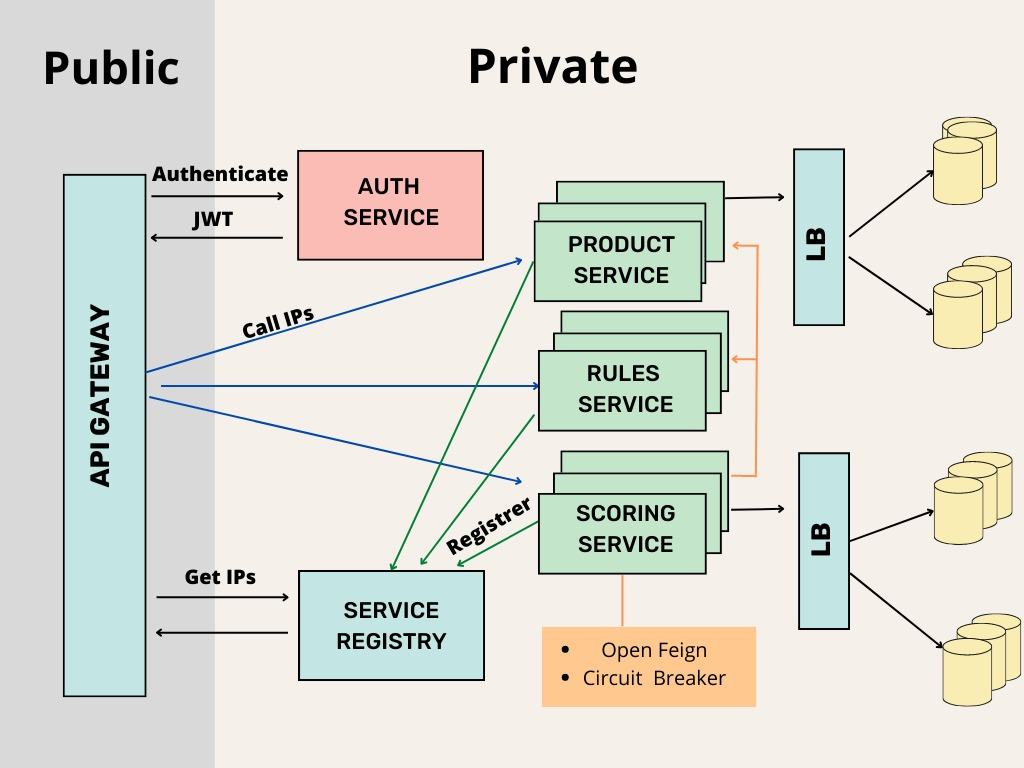 Public
Private
Authenticate
JWT
AUTH
SERVICE
API GATEWAY
Call IPs
PRODUCT
SERVICE
LB
RULES
SERVICE
SCORING
SERVICE
LB
Registrer
Get IPs
SERVICE
REGISTRY
• Open Feign
• Circuit Breaker